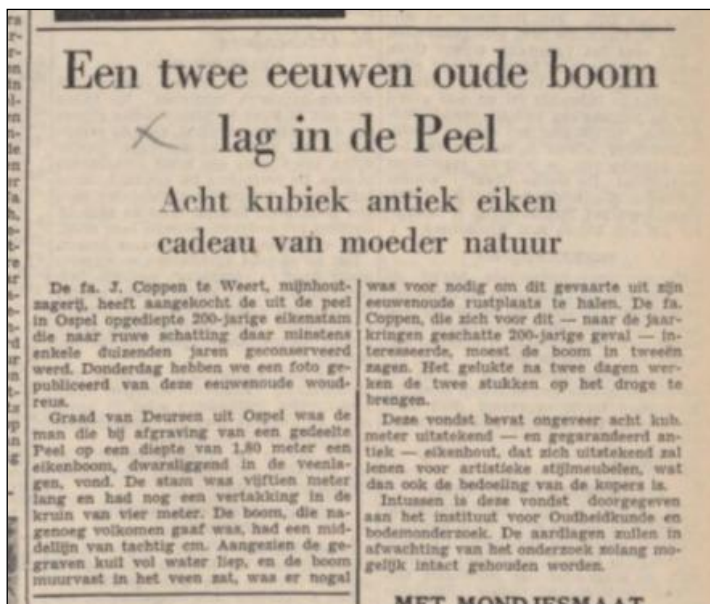 Een twee eeuwen oude boom
lag in de Peel
Acht kubiek antiek eiken
cadeau van moeder natuur
De fa. J. Coppen te Weert, mijnhout-
zagerij, heeft aangekocht de uit de peel
in Ospel opgediepte 200-jarige eikenstam
die naar ruwe schatting daar minstens
enkele duizenden jaren geconserveerd
werd. Donderdag hebben we een foto ge-
publiceerd van deze eeuwenoude woud-
reus.
Graad van Deursen uit Ospel was de
man die bij afgraving van een gedeelte
Peel op een diepte van 1,80 meter een
eikenboom, dwarsliggend in de veenla-
gen, vond. De stam was vijftien meter
lang en had nog een vertakking in de
kruin van vier meter. De boom, die na-
genoeg volkomen gaaf was, had een mid-
dellijn van tachtig cm. Aangezien de ge-
graven kuil vol water liep, en de boom
muurvast in het veen zat, was er nogal
was voor nodig om dit gevaarte uit zijn
eeuwenoude rustplaats te halen. De fa.
Coppen, die zich voor dit — naar de jaar-
kringen geschatte 200-jarige geval — in-
teresseerde, moest de boom in tweeën
zagen. Het gelukte na twee dagen wer-
ken de twee stukken op het droge te
brengen.
Deze vondst bevat ongeveer acht kub.
meter uitstekend — en gegarandeerd an-
tiek — eikenhout, dat zich uitstekend zal
lenen voor artistieke stijlmeubelen, wat
dan ook de bedoeling van de kopers is.
Intussen is deze vondst doorgegeven
aan het instituut voor Oudheidkunde en
bodemonderzoek. De aardlagen zullen in
afwachting van het onderzoek zolang mo-
gelijk intact gehouden worden.
MET MONDJESMAAT